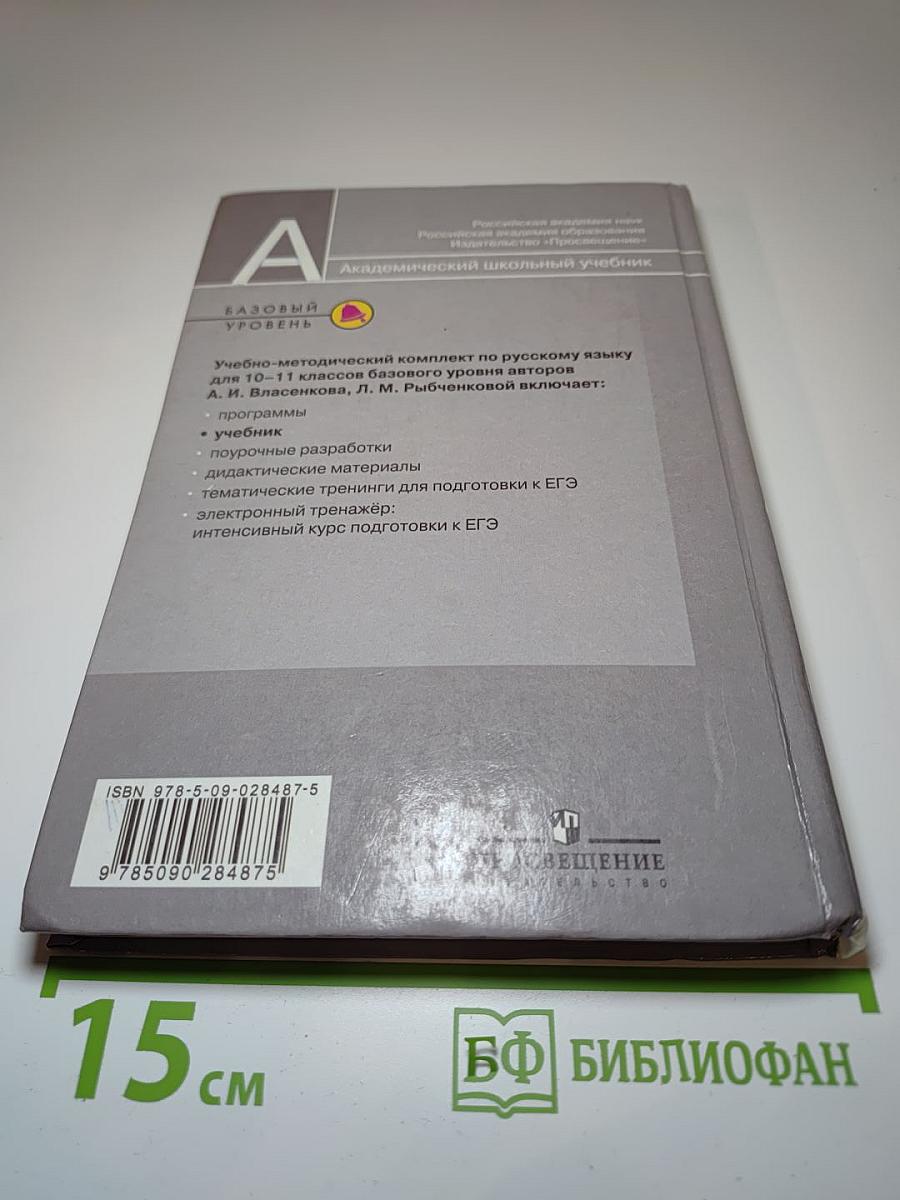 Российская академия наук
Российская академия образования
Издательство «Просвещение»
А
Академический школьный учебник
БАЗОВЫЙ
УРОВЕНЬ
Учебно-методический комплект по русскому языку
для 10–11 классов базового уровня авторов
А. И. Власенкова, Л. М. Рыбченковой включает:
• программы
• учебник
• поурочные разработки
• дидактические материалы
• тематические тренинги для подготовки к ЕГЭ
• электронный тренажёр:
интенсивный курс подготовки к ЕГЭ
ISBN 978-5-09-028487-5
9 785090 284875
ПРОСВЕЩЕНИЕ
ИЗДАТЕЛЬСТВО
15 см
БФ БИБЛИОФАН